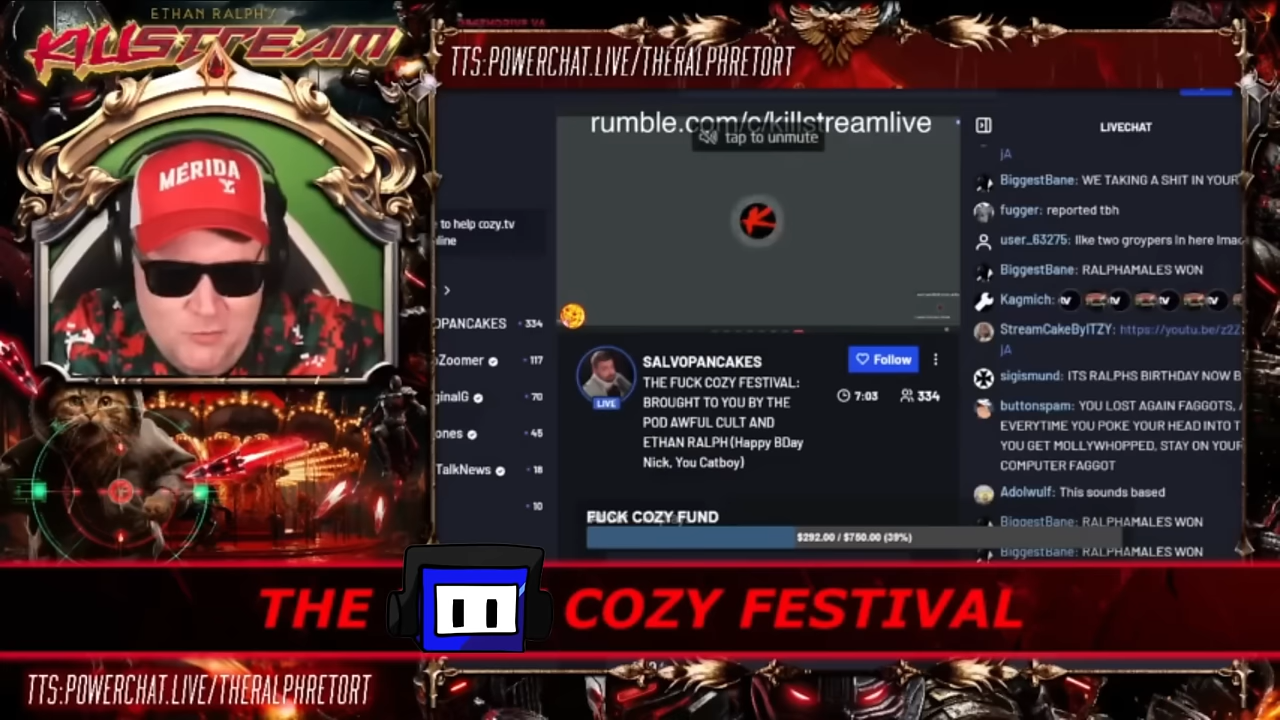 ETHAN RALPH'S
KILLSTREAM
TTS:POWERCHAT.LIVE/THERALPHRETORT
MÉRIDA
Y
rumble.com/c/killstreamlive
tap to unmute
LIVECHAT
jA
BiggestBane: WE TAKING A SHIT IN YOUR
fugger: reported tbh
user_63275: like two groypers in here
BiggestBane: RALPHAMALES WON
Kagmich:
StreamCakeByITZY: https://youtu.be/z2Z
jA
sigismund: ITS RALPHS BIRTHDAY NOW B
buttonspam: YOU LOST AGAIN FAGGOTS,
EVERYTIME YOU POKE YOUR HEAD INTO T
YOU GET MOLLYWHOPPED, STAY ON YOUR
COMPUTER FAGGOT
Adolwulf: This sounds based
BiggestBane: RALPHAMALES WON
BiggestBane: RALPHAMALES WON
e to help cozy.tv
nline
OPANCAKES 334
Zoomer 117
ginalG 70
ones 45
TalkNews 18
10
SALVOPANCAKES
Follow
THE FUCK COZY FESTIVAL:
BROUGHT TO YOU BY THE
POD AWFUL CULT AND
ETHAN RALPH (Happy BDay
Nick, You Catboy)
LIVE
7:03
334
FUCK COZY FUND
$292.00 / $750.00 (39%)
THE COZY FESTIVAL
TTS:POWERCHAT.LIVE/THERALPHRETORT